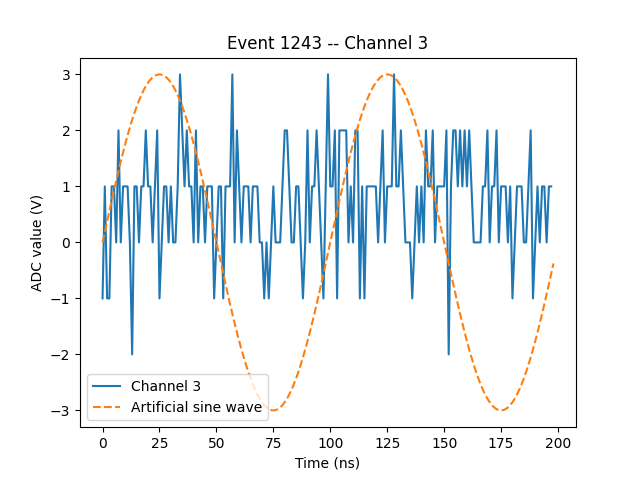 Event 1243 -- Channel 3
3
2
1
0
−1
−2
−3
ADC value (V)
Channel 3
Artificial sine wave
0 25 50 75 100 125 150 175 200
Time (ns)